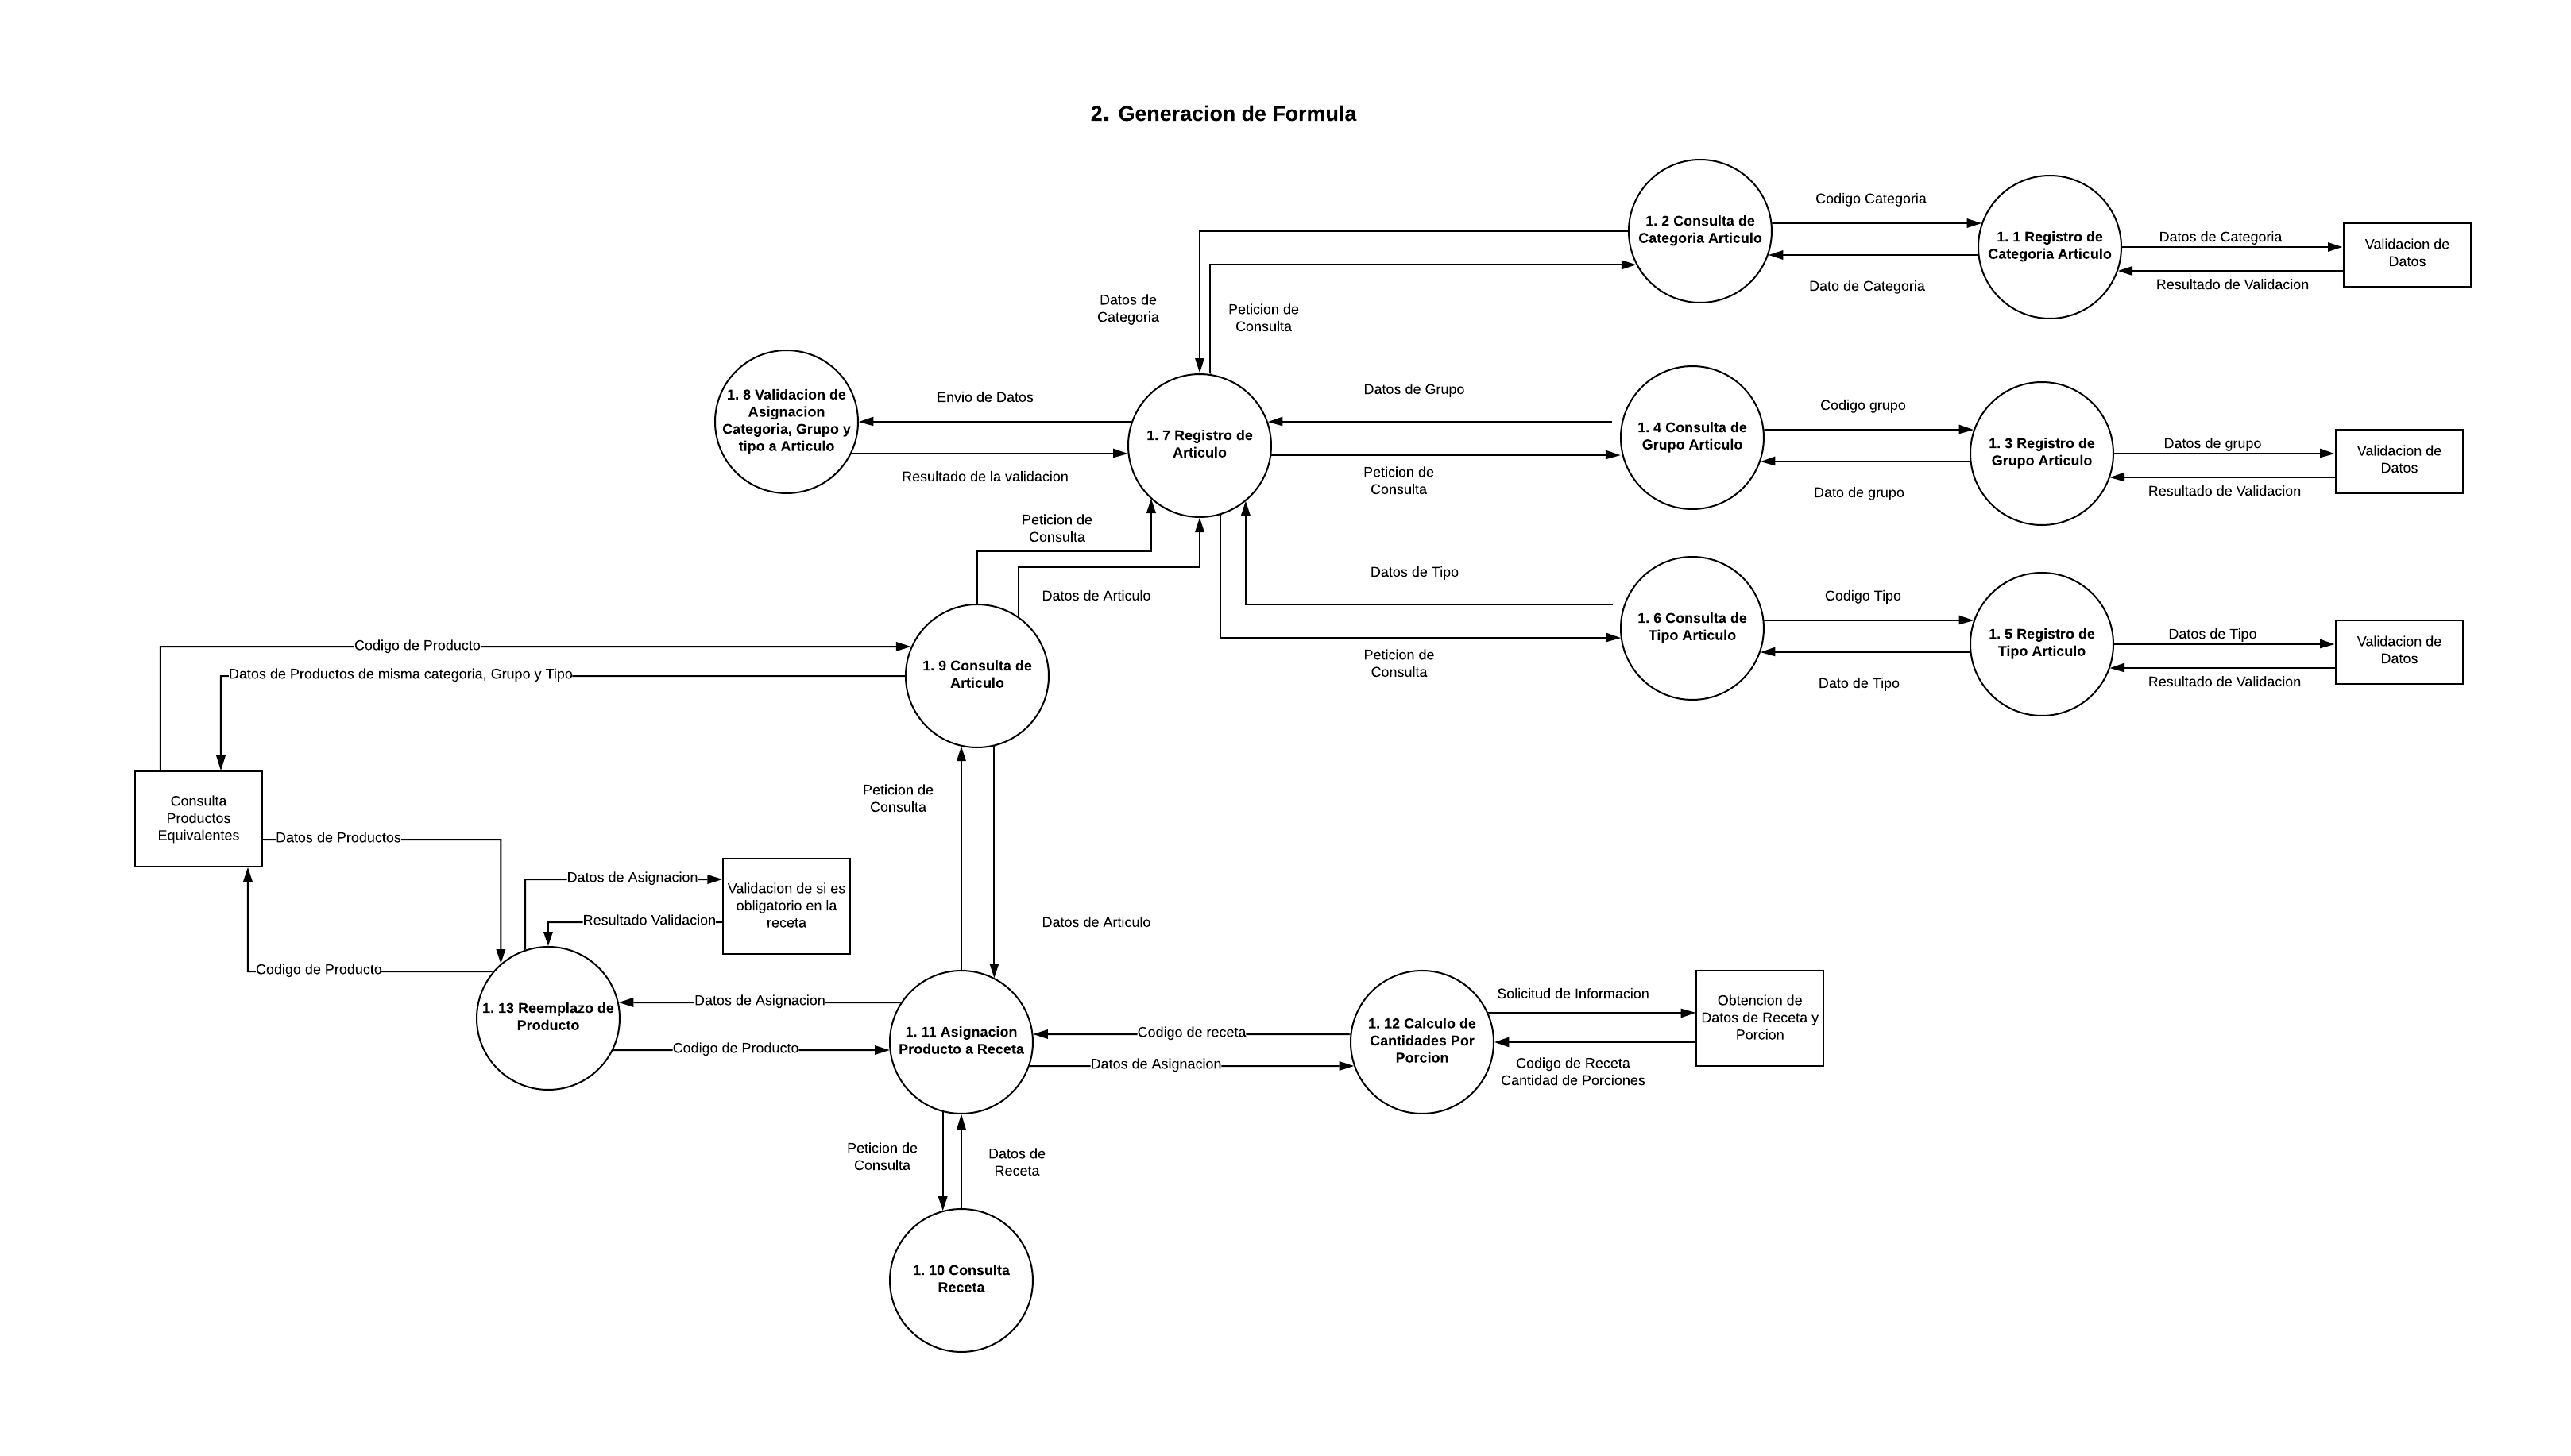 2. Generacion de Formula
1. 2 Consulta de
Categoria Articulo
Codigo Categoria
Dato de Categoria
1. 1 Registro de
Categoria Articulo
Datos de Categoria
Resultado de Validacion
Validacion de
Datos
Datos de
Categoria
Peticion de
Consulta
1. 8 Validacion de
Asignacion
Categoria, Grupo y
tipo a Articulo
Envio de Datos
Resultado de la validacion
1. 7 Registro de
Articulo
Datos de Grupo
Peticion de
Consulta
1. 4 Consulta de
Grupo Articulo
Codigo grupo
Dato de grupo
1. 3 Registro de
Grupo Articulo
Datos de grupo
Resultado de Validacion
Validacion de
Datos
Peticion de
Consulta
Datos de Articulo
Datos de Tipo
Peticion de
Consulta
1. 6 Consulta de
Tipo Articulo
Codigo Tipo
Dato de Tipo
1. 5 Registro de
Tipo Articulo
Datos de Tipo
Resultado de Validacion
Validacion de
Datos
Codigo de Producto
Datos de Productos de misma categoria, Grupo y Tipo
1. 9 Consulta de
Articulo
Consulta
Productos
Equivalentes
Peticion de
Consulta
Datos de Productos
Datos de Asignacion
Resultado Validacion
Validacion de si es
obligatorio en la
receta
Datos de Articulo
Codigo de Producto
1. 13 Reemplazo de
Producto
Datos de Asignacion
Codigo de Producto
1. 11 Asignacion
Producto a Receta
Codigo de receta
Datos de Asignacion
1. 12 Calculo de
Cantidades Por
Porcion
Solicitud de Informacion
Codigo de Receta
Cantidad de Porciones
Obtencion de
Datos de Receta y
Porcion
Peticion de
Consulta
Datos de
Receta
1. 10 Consulta
Receta